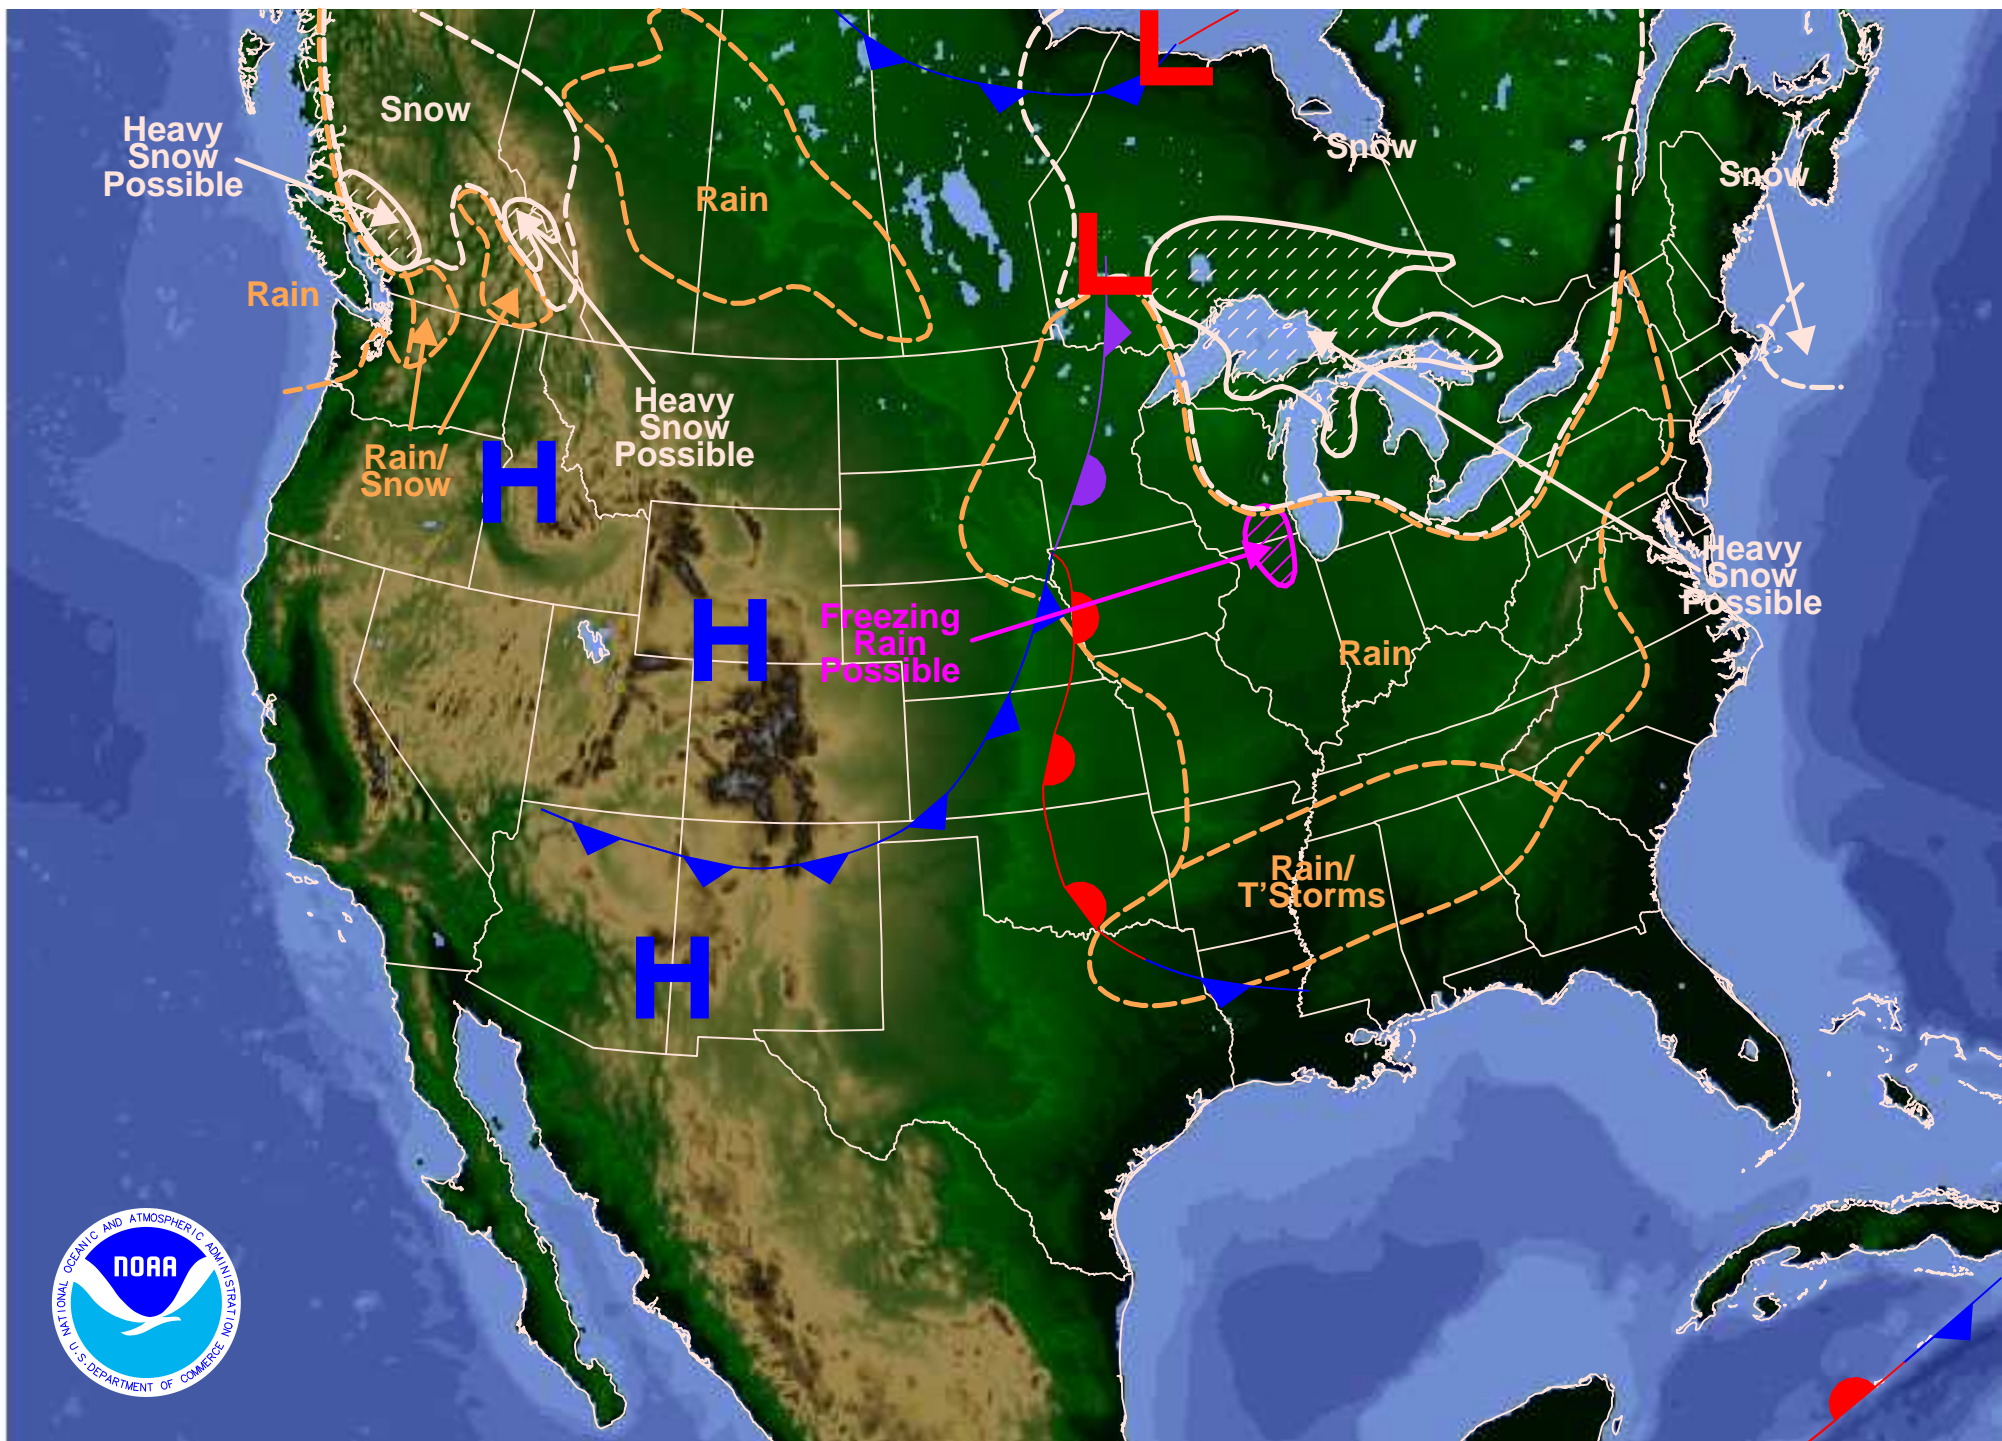 L
Snow
Heavy
Snow
Possible
Snow
Snow
Rain
L
Rain
Heavy
Snow
Possible
Rain/
Snow
H
Heavy
Snow
Possible
Freezing
Rain
Possible
H
Rain
Rain/
T'Storms
H
NATIONAL OCEANIC AND ATMOSPHERIC ADMINISTRATION
NOAA
U.S. DEPARTMENT OF COMMERCE